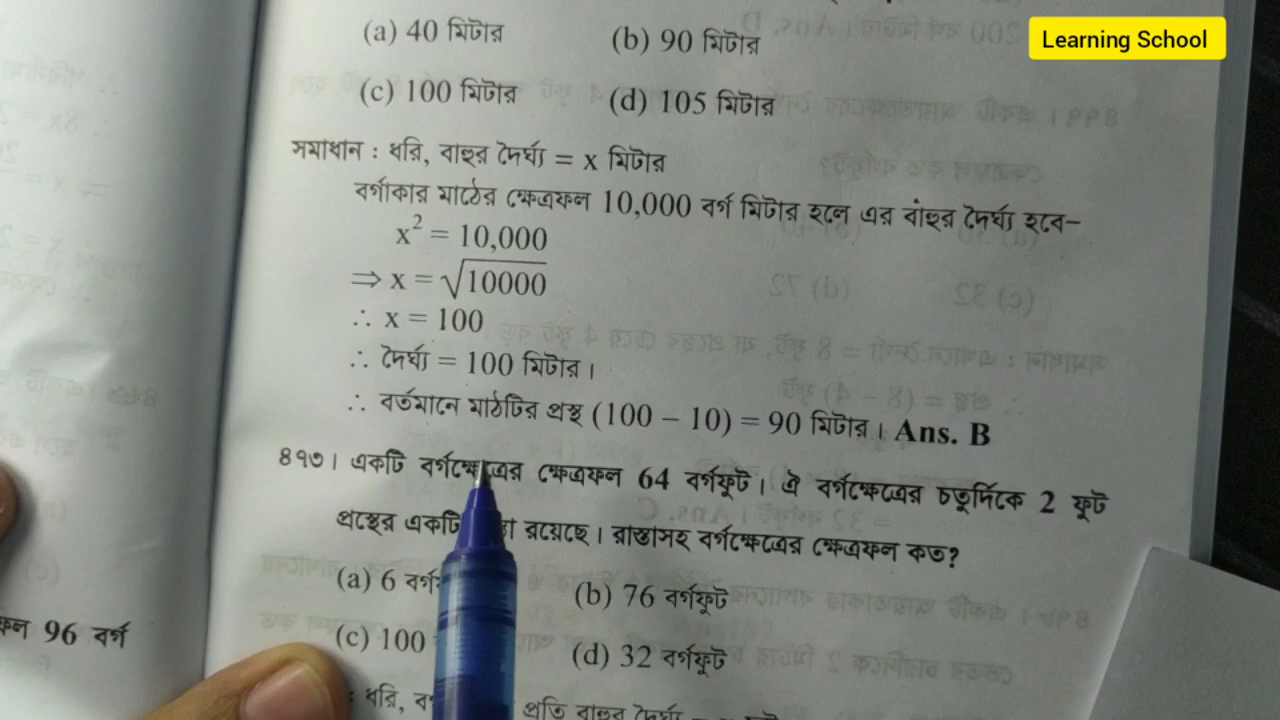 Learning School
(a) 40 মিটার (b) 90 মিটার
(c) 100 মিটার (d) 105 মিটার
সমাধান : ধরি, বাহুর দৈর্ঘ্য = x মিটার
বর্গাকার মাঠের ক্ষেত্রফল 10,000 বর্গ মিটার হলে এর বাহুর দৈর্ঘ্য হবে–
x² = 10,000
⇒ x = √10000
∴ x = 100
∴ দৈর্ঘ্য = 100 মিটার।
∴ বর্তমানে মাঠটির প্রস্থ (100 – 10) = 90 মিটার। Ans. B
৪৭৩। একটি বর্গক্ষেত্রের ক্ষেত্রফল 64 বর্গফুট। ঐ বর্গক্ষেত্রের চতুর্দিকে 2 ফুট
প্রস্থের একটি রয়েছে। রাস্তাসহ বর্গক্ষেত্রের ক্ষেত্রফল কত?
(a) 6 (b) 76 বর্গফুট
(c) 100 (d) 32 বর্গফুট
ধরি, প্রতি বাহুর দৈর্ঘ্য
96 বর্গ